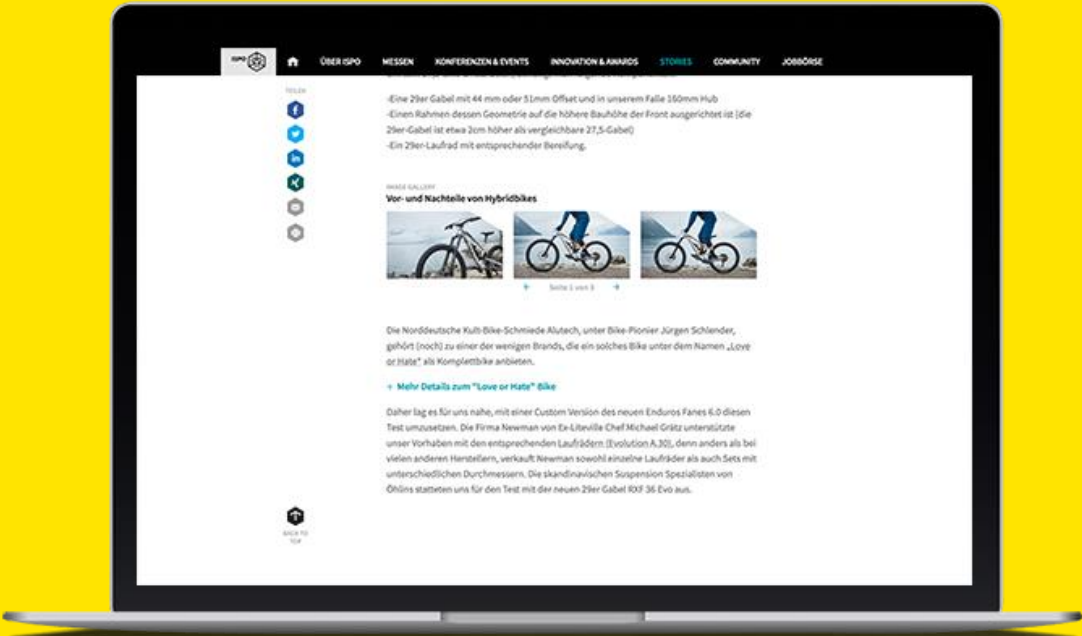 ISPO
ÜBER ISPO
MESSEN
KONFERENZEN & EVENTS
INNOVATION & AWARDS
STORIES
COMMUNITY
JOBBÖRSE
TEILEN
-Eine 29er Gabel mit 44 mm oder 51mm Offset und in unserem Falle 160mm Hub
-Einen Rahmen dessen Geometrie auf die höhere Bauhöhe der Front ausgerichtet ist (die
29er-Gabel ist etwa 2cm höher als vergleichbare 27,5-Gabel)
-Ein 29er-Laufrad mit entsprechender Bereifung.
IMAGE GALLERY
Vor- und Nachteile von Hybridbikes
Seite 1 von 3
Die Norddeutsche Kult-Bike-Schmiede Alutech, unter Bike-Pionier Jürgen Schlender,
gehört (noch) zu einer der wenigen Brands, die ein solches Bike unter dem Namen „Love
or Hate" als Komplettbike anbieten.
+ Mehr Details zum "Love or Hate" Bike
Daher lag es für uns nahe, mit einer Custom Version des neuen Enduros Fanes 6.0 diesen
Test umzusetzen. Die Firma Newman von Ex-Liteville Chef Michael Grätz unterstützte
unser Vorhaben mit den entsprechenden Laufrädern (Evolution A.30), denn anders als bei
vielen anderen Herstellern, verkauft Newman sowohl einzelne Laufräder als auch Sets mit
unterschiedlichen Durchmessern. Die skandinavischen Suspension Spezialisten von
Öhlins statteten uns für den Test mit der neuen 29er Gabel RXF 36 Evo aus.
BACK TO
TOP